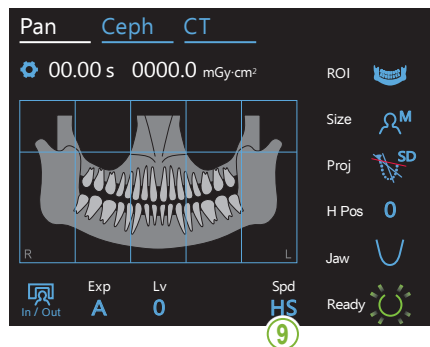 Pan Ceph CT
00.00 s 0000.0 mGy·cm²
ROI
Size M
Proj SD
H Pos 0
R L
Jaw
In / Out
Exp Lv Spd
A 0 HS
Ready
9